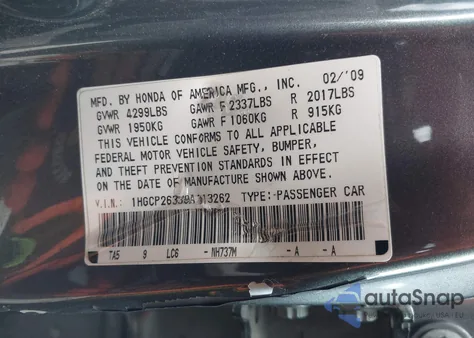 MFD. BY HONDA OF AMERICA MFG., INC. 02/'09
GVWR 4299LBS GAWR F 2337LBS R 2017LBS
GVWR 1950KG GAWR F 1060KG R 915KG
THIS VEHICLE CONFORMS TO ALL APPLICABLE
FEDERAL MOTOR VEHICLE SAFETY, BUMPER,
AND THEFT PREVENTION STANDARDS IN EFFECT
ON THE DATE OF MANUFACTURE SHOWN ABOVE.
V.I.N: TYPE: PASSENGER CAR
TA5 9 LC6 - NH737M - A - A
autoSnap